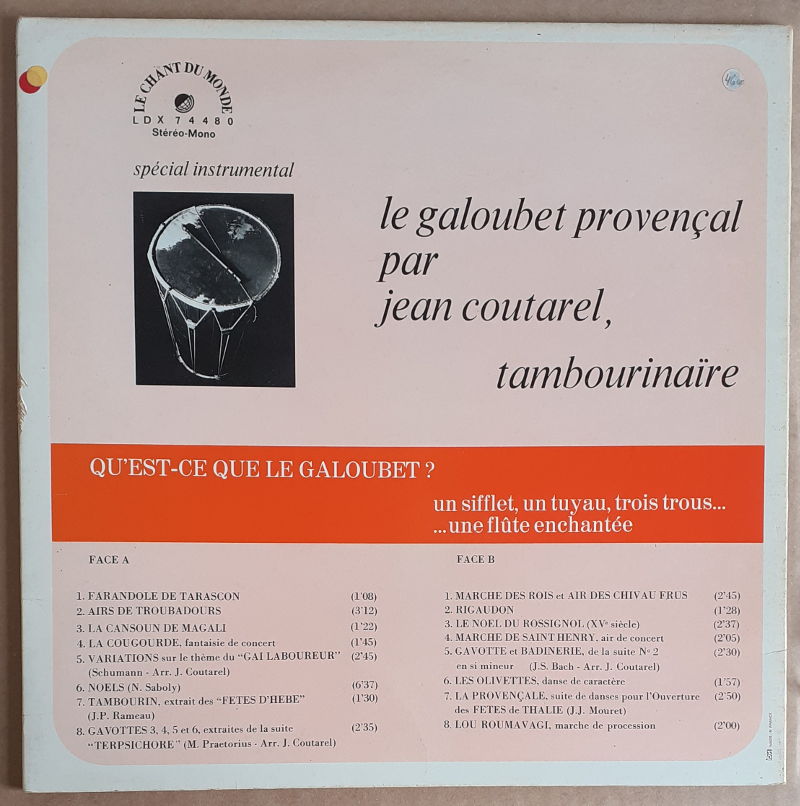 LE CHANT DU MONDE
LDX 74480
Stéréo-Mono
spécial instrumental
le galoubet provençal
par
jean coutarel,
tambourinaïre
QU'EST-CE QUE LE GALOUBET ?
un sifflet, un tuyau, trois trous...
...une flûte enchantée
FACE A
1. FARANDOLE DE TARASCON (1'08)
2. AIRS DE TROUBADOURS (3'12)
3. LA CANSOUN DE MAGALI (1'22)
4. LA COUGOURDE, fantaisie de concert (1'45)
5. VARIATIONS sur le thème du "GAI LABOUREUR" (2'45)
(Schumann - Arr. J. Coutarel)
6. NOELS (N. Saboly) (6'37)
7. TAMBOURIN, extrait des "FETES D'HEBE" (1'30)
(J.P. Rameau)
8. GAVOTTES 3, 4, 5 et 6, extraites de la suite (2'35)
"TERPSICHORE" (M. Praetorius - Arr. J. Coutarel)
FACE B
1. MARCHE DES ROIS et AIR DES CHIVAU FRUS (2'45)
2. RIGAUDON (1'28)
3. LE NOEL DU ROSSIGNOL (XVe siècle) (2'37)
4. MARCHE DE SAINT HENRY, air de concert (2'05)
5. GAVOTTE et BADINERIE, de la suite No 2 (2'30)
en si mineur (J.S. Bach - Arr. J. Coutarel)
6. LES OLIVETTES, danse de caractère (1'57)
7. LA PROVENÇALE, suite de danses pour l'Ouverture (2'50)
des FETES de THALIE (J.J. Mouret)
8. LOU ROUMAVAGI, marche de procession (2'00)
MADE IN FRANCE